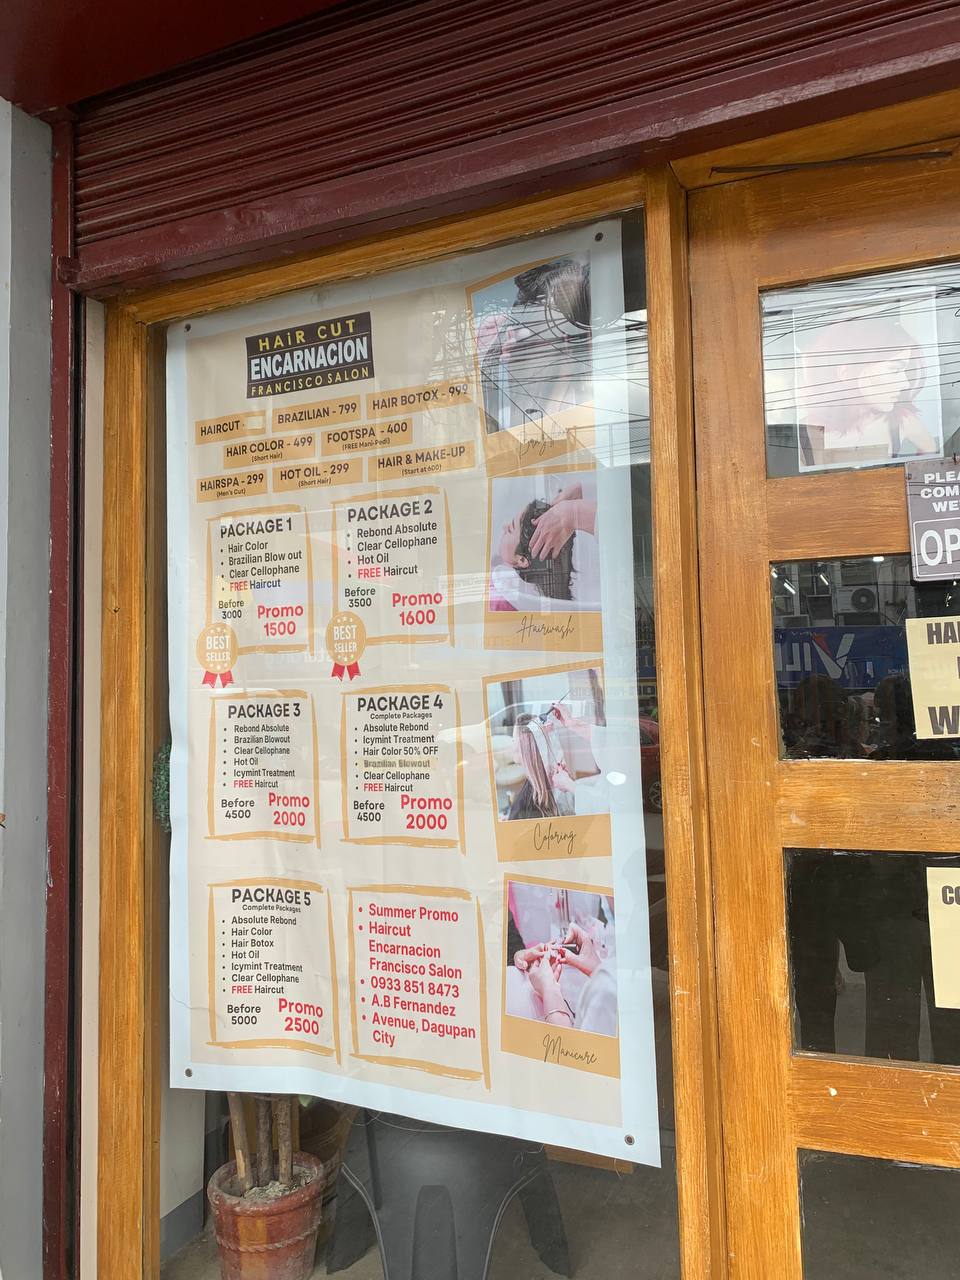 HAiR CUT
ENCARNACION
FRANCISCO SALON
HAIRCUT -
BRAZILIAN - 799
HAIR BOTOX - 999
HAIR COLOR - 499
(Short Hair)
FOOTSPA - 400
(FREE Mani-Pedi)
HAIRSPA - 299
(Men's Cut)
HOT OIL - 299
(Short Hair)
HAIR & MAKE-UP
(Start at 600)
PACKAGE 1
• Hair Color
• Brazilian Blow out
• Clear Cellophane
• FREE Haircut
Before
3000
Promo
1500
BEST
SELLER
PACKAGE 2
• Rebond Absolute
• Clear Cellophane
• Hot Oil
• FREE Haircut
Before
3500
Promo
1600
BEST
SELLER
Hairwash
PACKAGE 3
• Rebond Absolute
• Brazilian Blowout
• Clear Cellophane
• Hot Oil
• Icymint Treatment
• FREE Haircut
Before
4500
Promo
2000
PACKAGE 4
Complete Packages
• Absolute Rebond
• Icymint Treatment
• Hair Color 50% OFF
• Brazilian Blowout
• Clear Cellophane
• FREE Haircut
Before
4500
Promo
2000
Coloring
PACKAGE 5
Complete Packages
• Absolute Rebond
• Hair Color
• Hair Botox
• Hot Oil
• Icymint Treatment
• Clear Cellophane
• FREE Haircut
Before
5000
Promo
2500
• Summer Promo
• Haircut
Encarnacion
Francisco Salon
• 0933 851 8473
• A.B Fernandez
• Avenue, Dagupan
City
Manicure
PLEA
COM
WE
OP
HA
W
CO